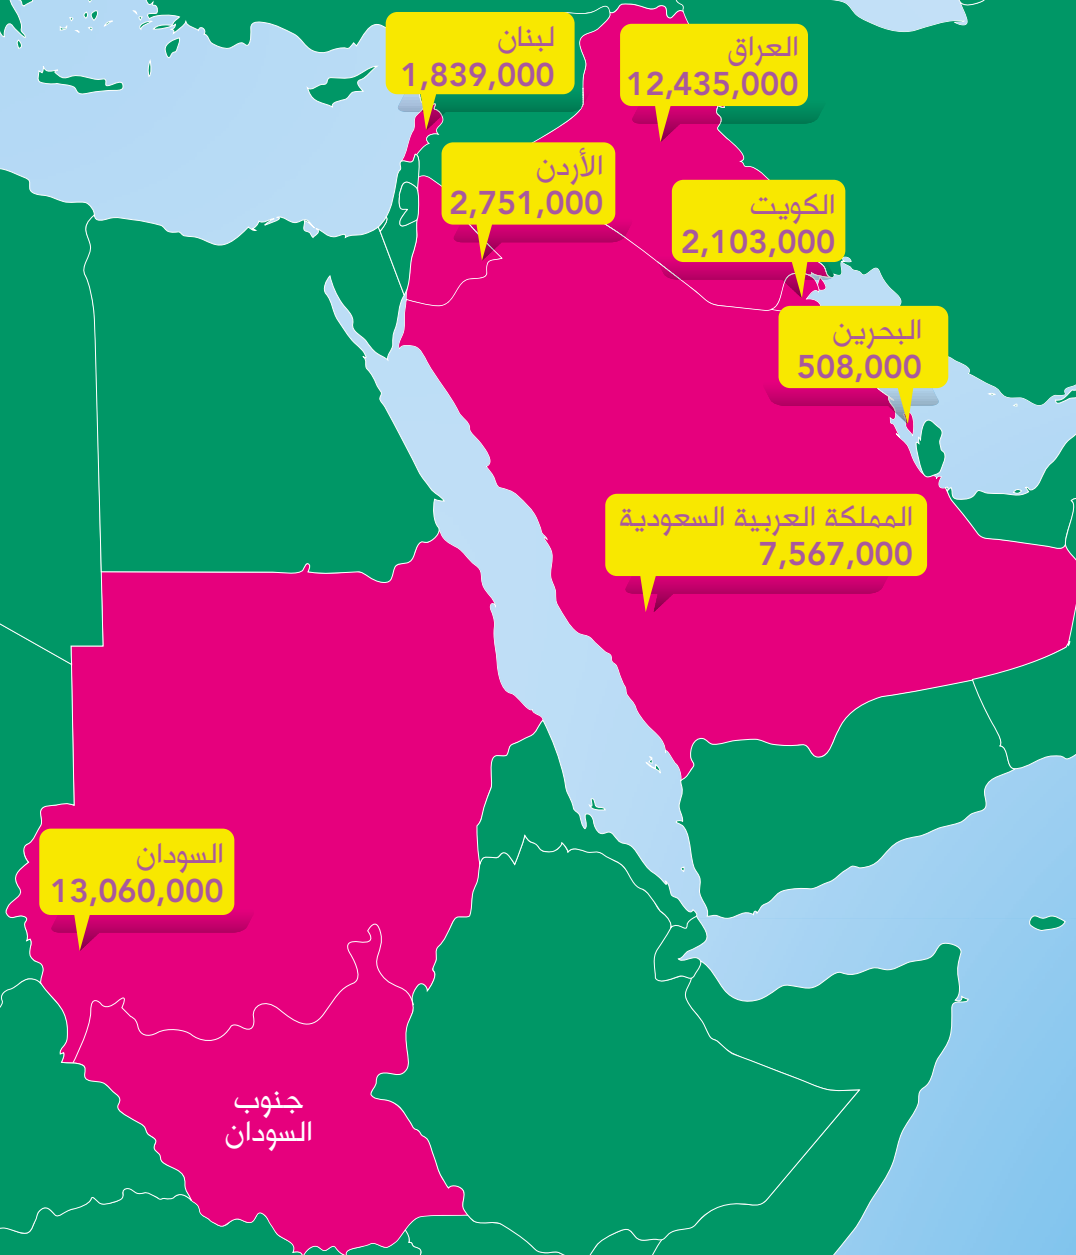 لبنان
1,839,000
العراق
12,435,000
الأردن
2,751,000
الكويت
2,103,000
البحرين
508,000
المملكة العربية السعودية
7,567,000
السودان
13,060,000
جنوب
السودان